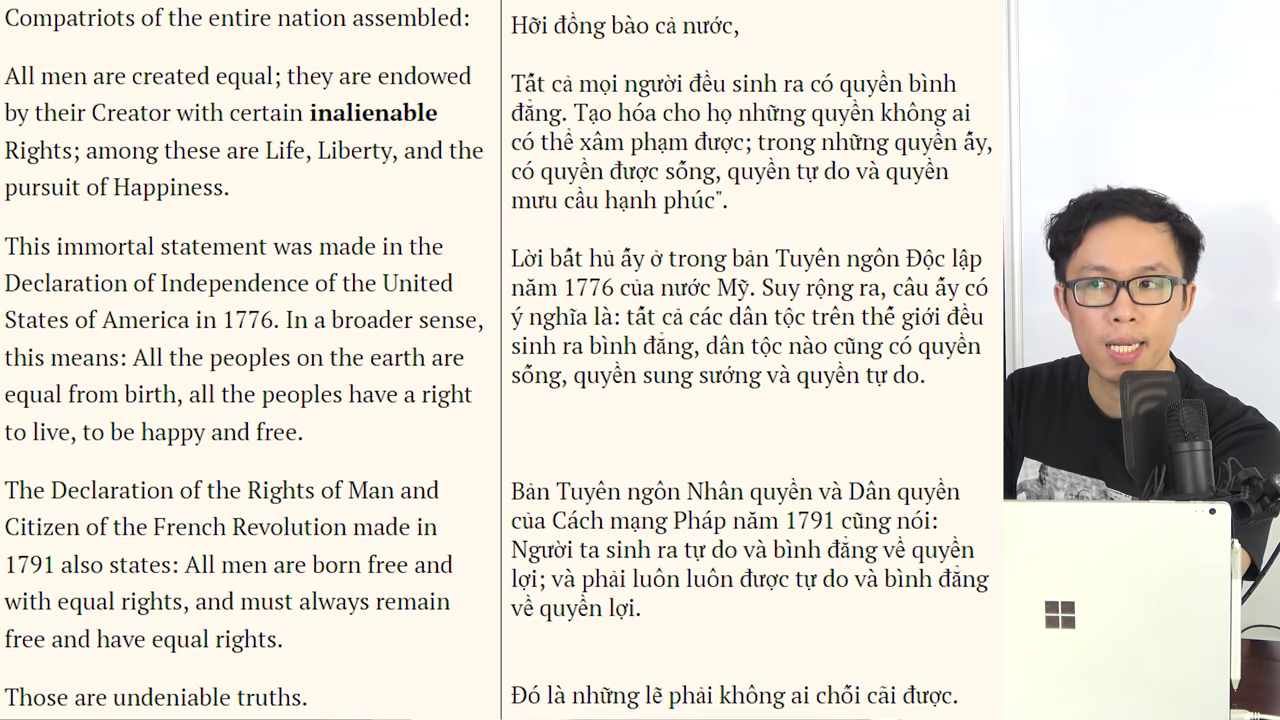 Compatriots of the entire nation assembled:
All men are created equal; they are endowed
by their Creator with certain inalienable
Rights; among these are Life, Liberty, and the
pursuit of Happiness.
This immortal statement was made in the
Declaration of Independence of the United
States of America in 1776. In a broader sense,
this means: All the peoples on the earth are
equal from birth, all the peoples have a right
to live, to be happy and free.
The Declaration of the Rights of Man and
Citizen of the French Revolution made in
1791 also states: All men are born free and
with equal rights, and must always remain
free and have equal rights.
Those are undeniable truths.
Hỡi đồng bào cả nước,
Tất cả mọi người đều sinh ra có quyền bình
đẳng. Tạo hóa cho họ những quyền không ai
có thể xâm phạm được; trong những quyền ấy,
có quyền được sống, quyền tự do và quyền
mưu cầu hạnh phúc".
Lời bất hủ ấy ở trong bản Tuyên ngôn Độc lập
năm 1776 của nước Mỹ. Suy rộng ra, câu ấy có
ý nghĩa là: tất cả các dân tộc trên thế giới đều
sinh ra bình đẳng, dân tộc nào cũng có quyền
sống, quyền sung sướng và quyền tự do.
Bản Tuyên ngôn Nhân quyền và Dân quyền
của Cách mạng Pháp năm 1791 cũng nói:
Người ta sinh ra tự do và bình đẳng về quyền
lợi; và phải luôn luôn được tự do và bình đẳng
về quyền lợi.
Đó là những lẽ phải không ai chối cãi được.